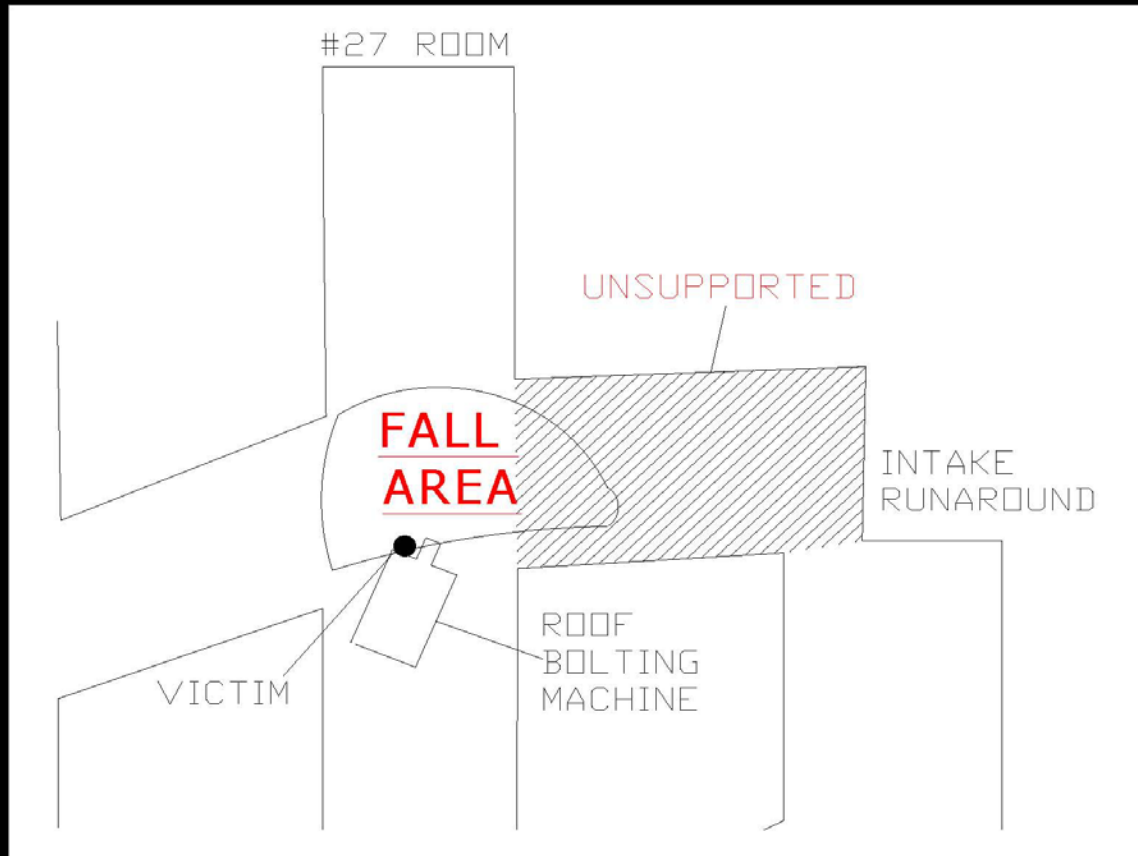 #27 ROOM
UNSUPPORTED
FALL
AREA
INTAKE
RUNAROUND
ROOF
BOLTING
MACHINE
VICTIM